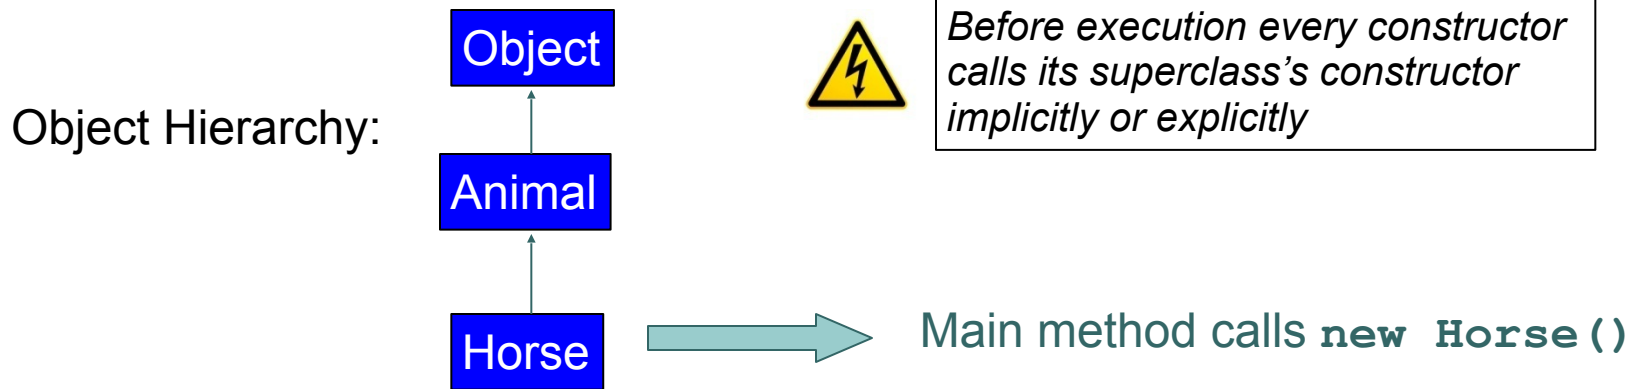 Object
Before execution every constructor
calls its superclass's constructor
implicitly or explicitly
Object Hierarchy:
Animal
Horse
Main method calls new Horse()